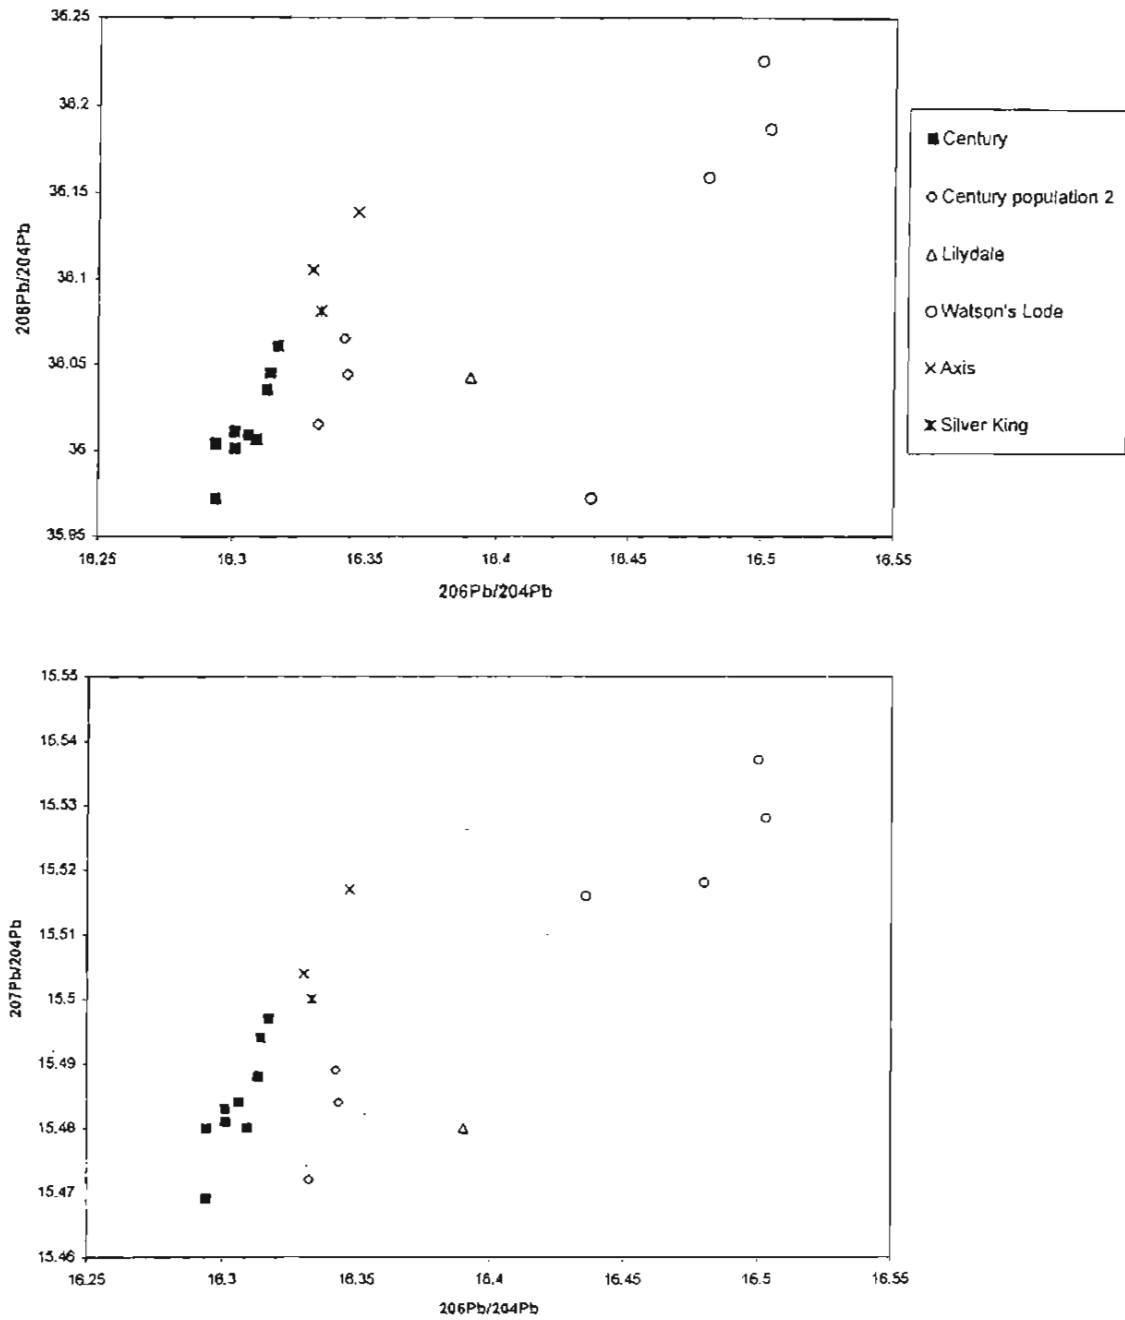 36.25
36.2
36.15
36.1
36.05
36
35.95
208Pb/204Pb
16.25 16.3 16.35 16.4 16.45 16.5 16.55
206Pb/204Pb
Century
Century population 2
Lilydale
Watson's Lode
Axis
Silver King
15.55
15.54
15.53
15.52
15.51
15.5
15.49
15.48
15.47
15.46
207Pb/204Pb
16.25 16.3 16.35 16.4 16.45 16.5 16.55
206Pb/204Pb